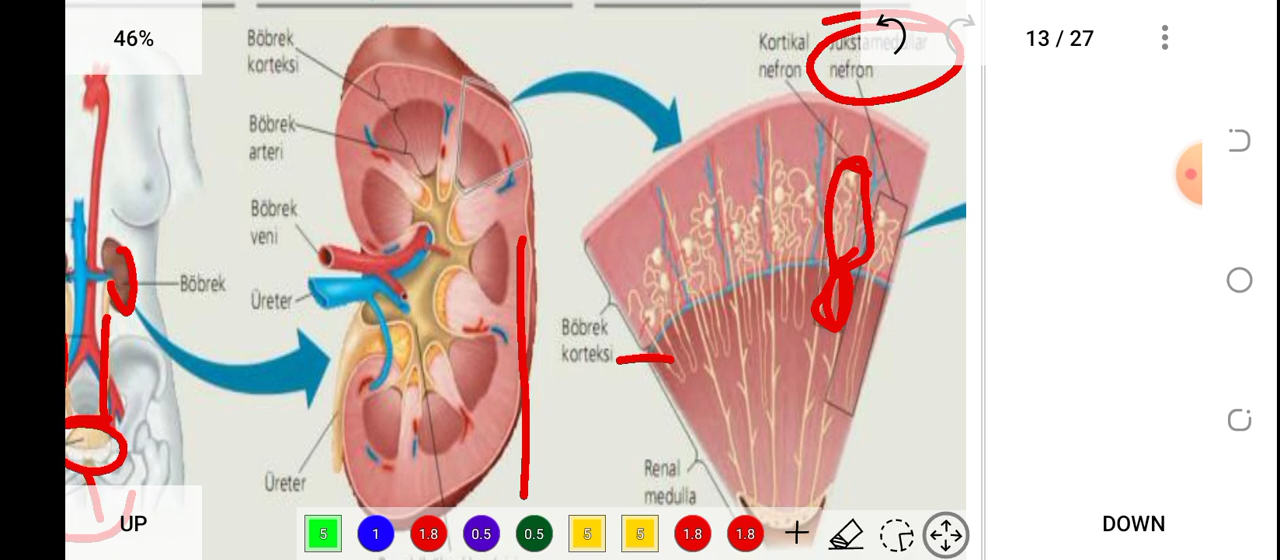 46%
13 / 27
Böbrek
korteksi
Böbrek
arteri
Böbrek
veni
Üreter
Üreter
Böbrek
Kortikal
nefron
Jukstamedullar
nefron
Böbrek
korteksi
Renal
medulla
UP
5
1
1.8
0.5
0.5
5
5
1.8
1.8
DOWN